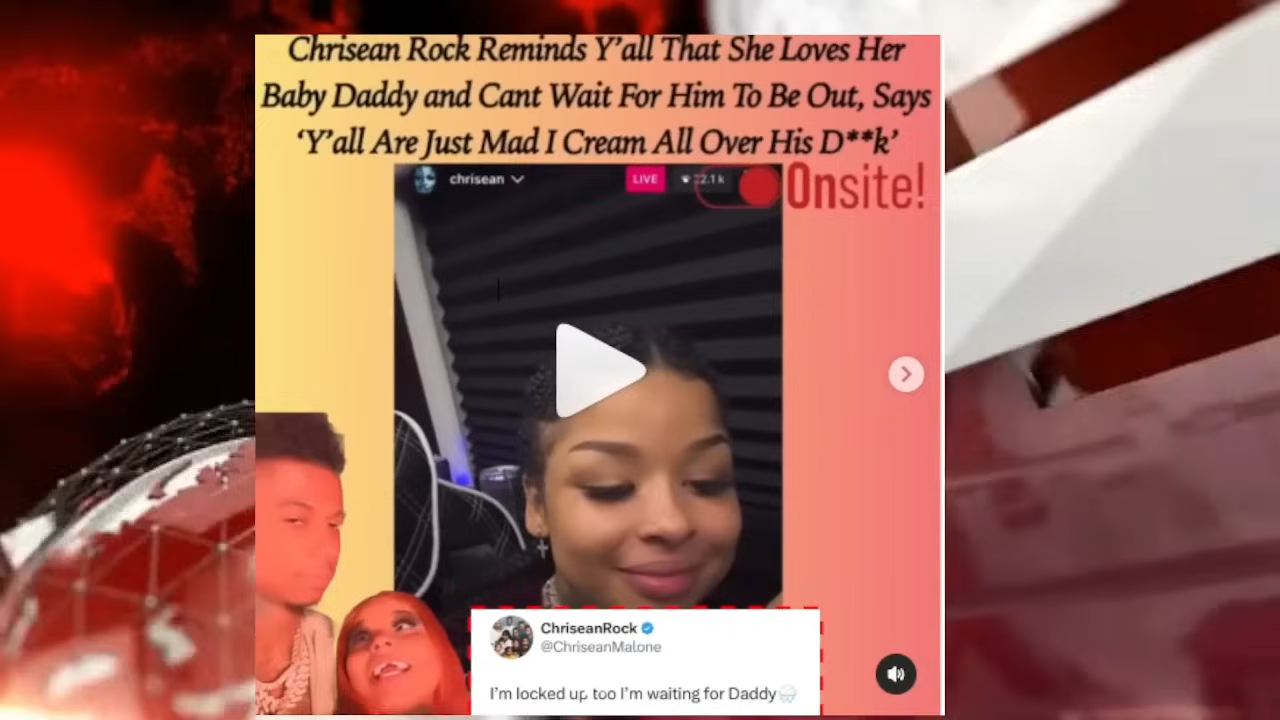 Chrisean Rock Reminds Y’all That She Loves Her
Baby Daddy and Cant Wait For Him To Be Out, Says
‘Y’all Are Just Mad I Cream All Over His D**k’
chrisean
LIVE
22.1k
Onsite!
ChriseanRock
@ChriseanMalone
I’m locked up too I’m waiting for Daddy